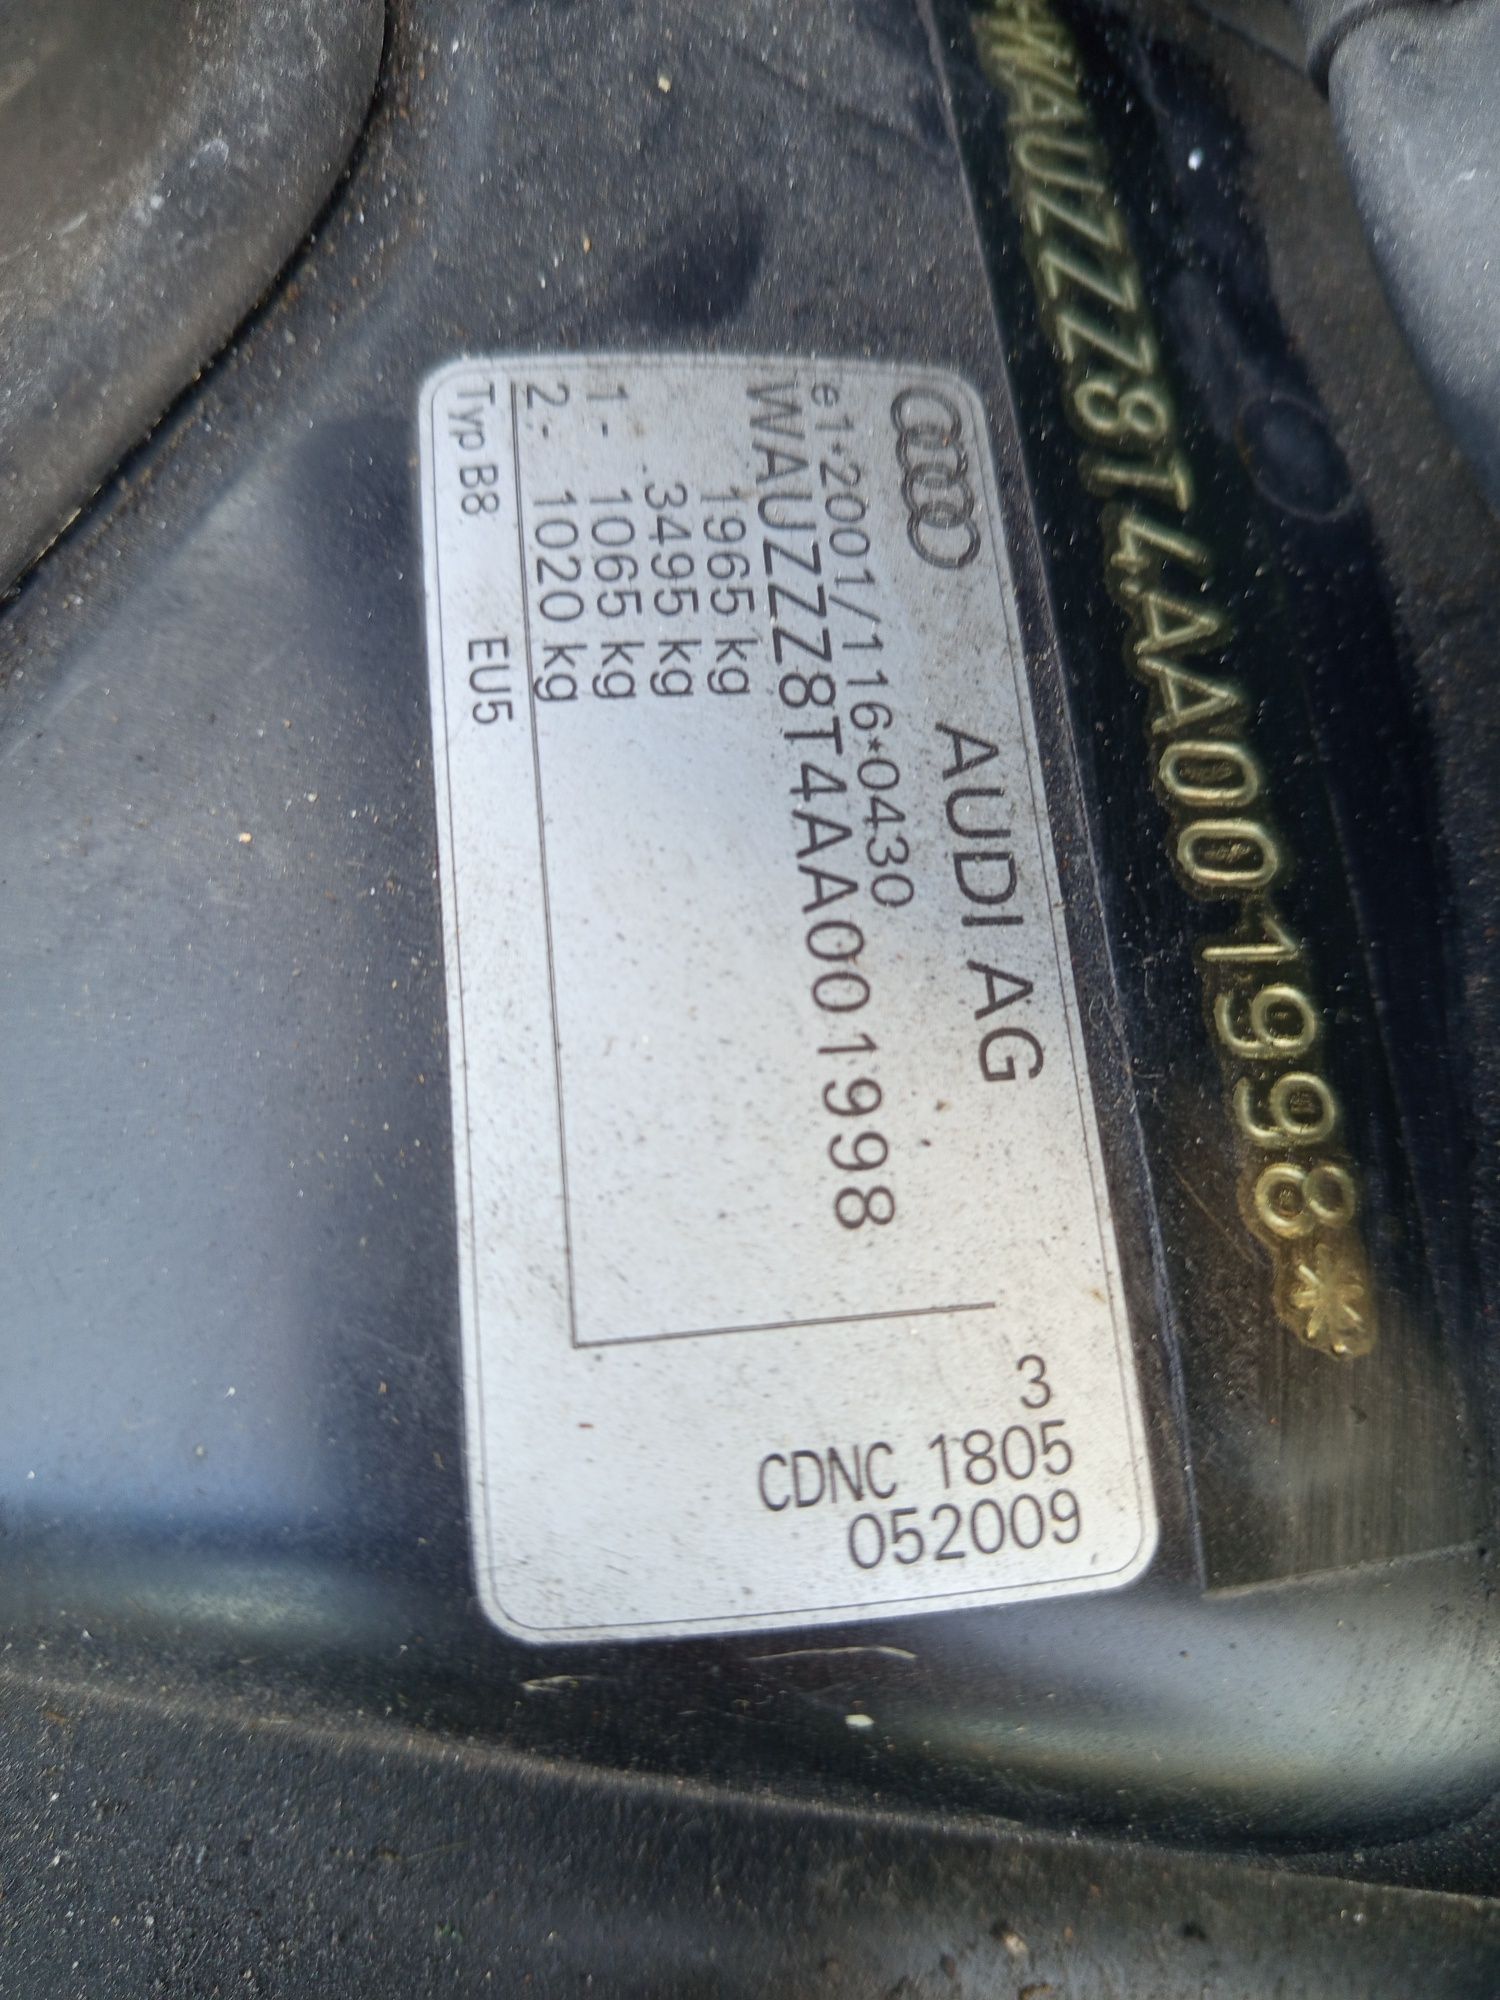 *WAUZZZ8T4AA001998*
AUDI AG
e1*2001/116*0430
WAUZZZ8T4AA001998
1965 kg
3495 kg
1- 1065 kg
2.- 1020 kg
Typ B8 EU5
3
CDNC 1805
052009